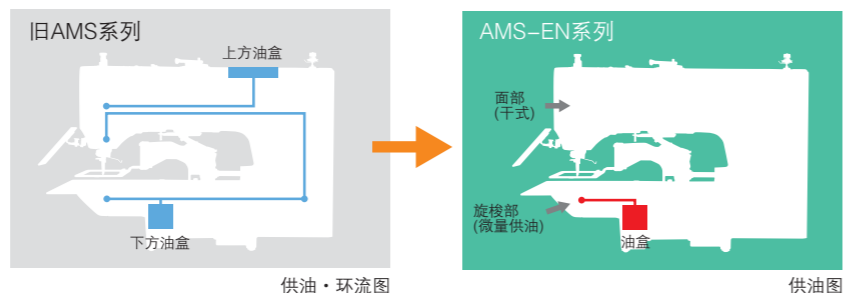 旧AMS系列
上方油盒
下方油盒
供油・环流图
AMS-EN系列
面部
(干式)
旋梭部
(微量供油)
油盒
供油图